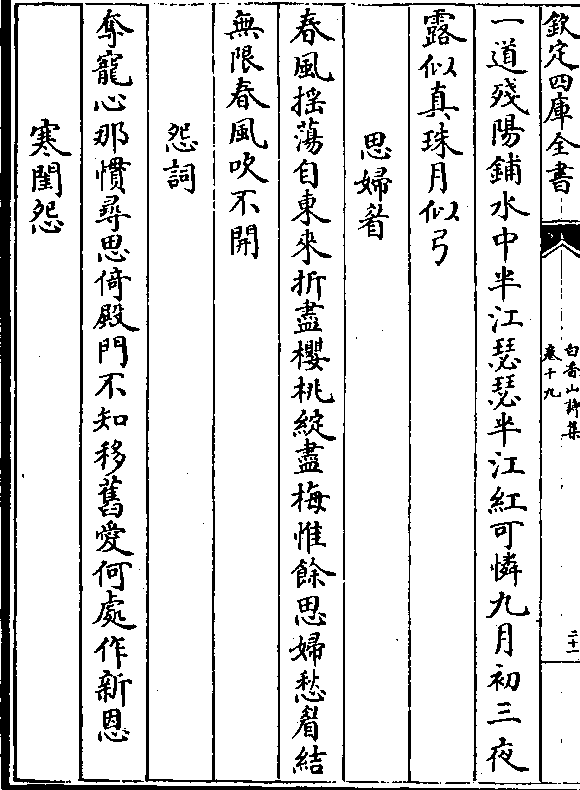 欽定四庫全書
白香山詩集
卷十九
二十一
一道殘陽鋪水中半江瑟瑟半江紅可憐九月初三夜
露似真珠月似弓
思婦眉
春風揺蕩自東來折盡櫻桃綻盡梅惟餘思婦愁眉結
無限春風吹不開
怨詞
奪寵心那慣尋思倚殿門不知移舊愛何處作新恩
寒閨怨